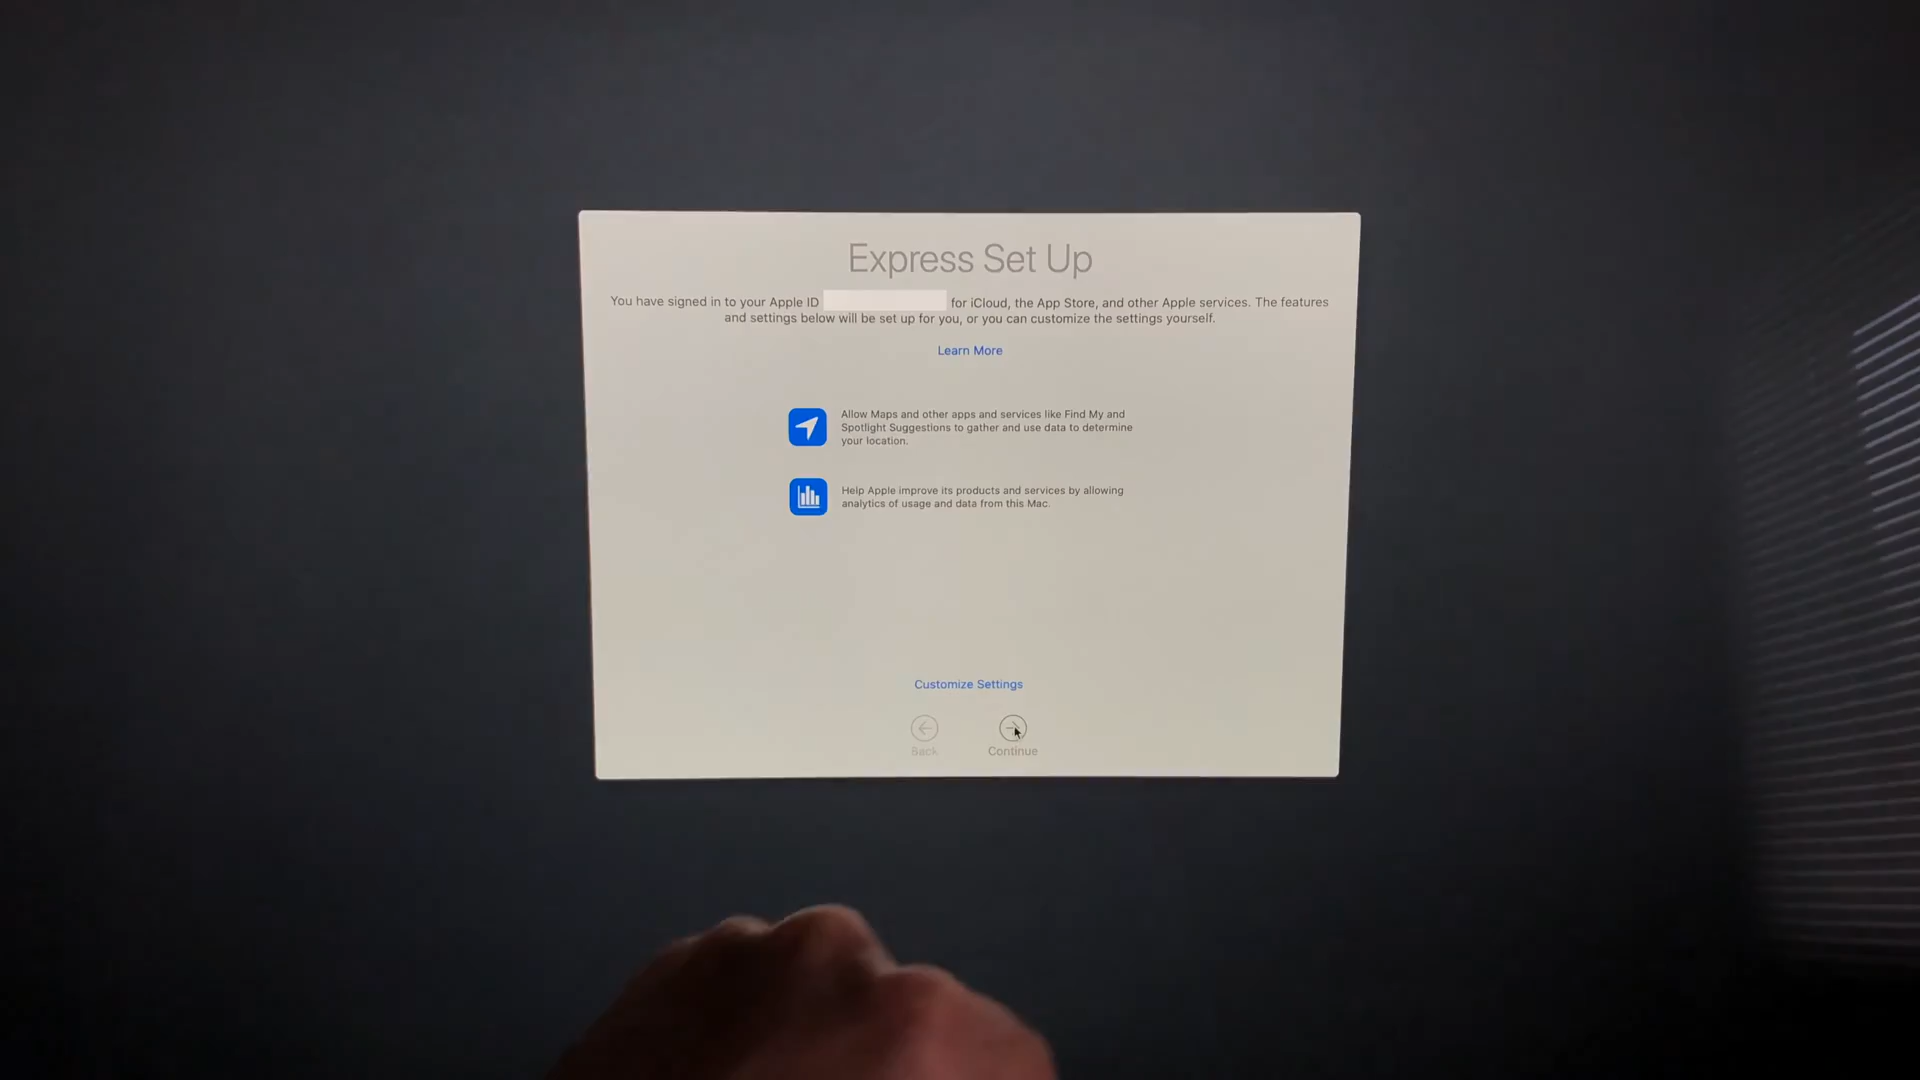 Express Set Up
You have signed in to your Apple ID for iCloud, the App Store, and other Apple services. The features
and settings below will be set up for you, or you can customize the settings yourself.
Learn More
Allow Maps and other apps and services like Find My and
Spotlight Suggestions to gather and use data to determine
your location.
Help Apple improve its products and services by allowing
analytics of usage and data from this Mac.
Customize Settings
Back
Continue